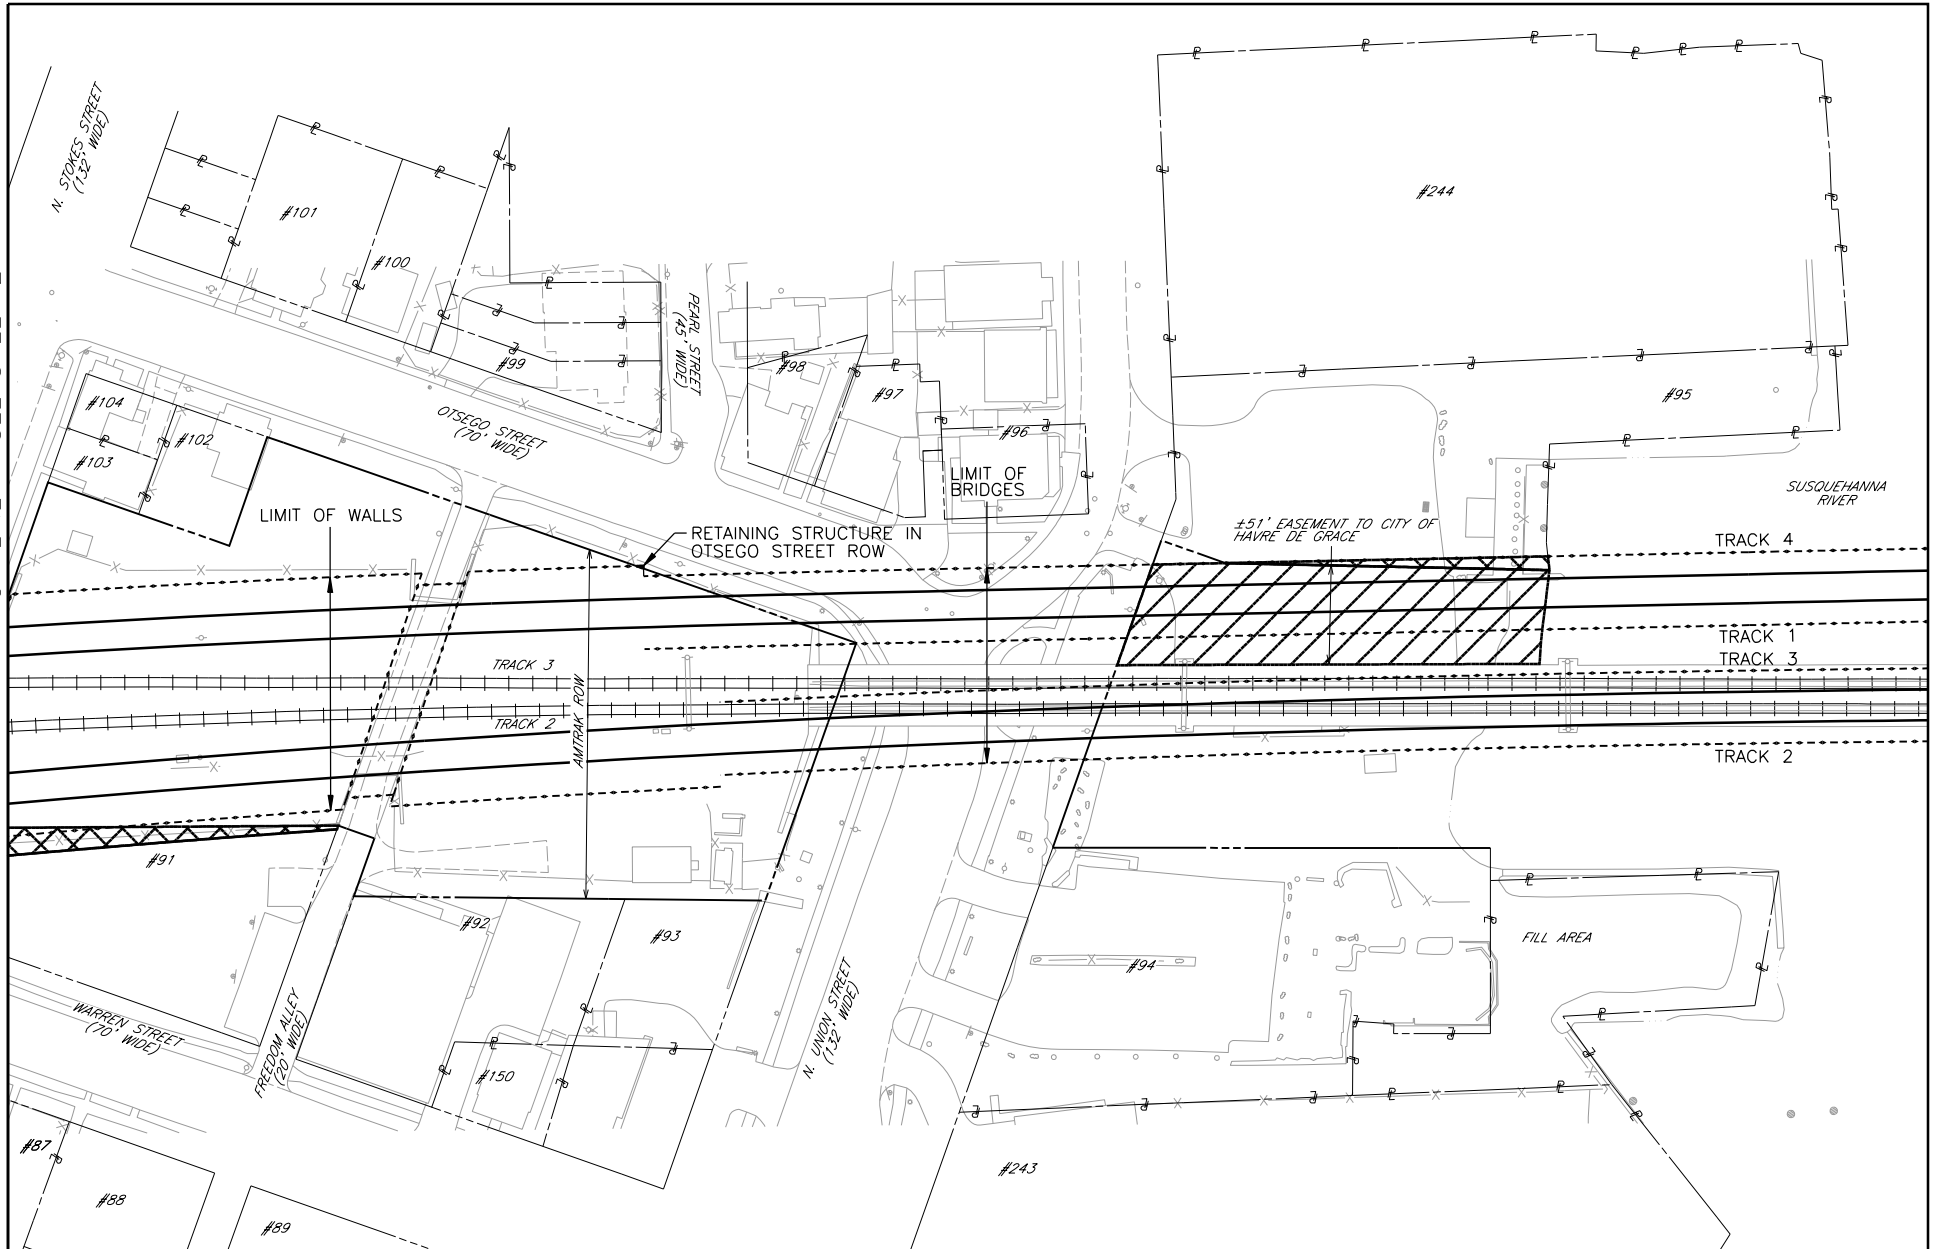 N. STOKES STREET
(132' WIDE)
#101
#100
#99
#244
#95
PEARL STREET
(45' WIDE)
#98
#97
#96
OTSEGO STREET
(70' WIDE)
#104
#102
#103
LIMIT OF
BRIDGES
LIMIT OF WALLS
RETAINING STRUCTURE IN
OTSEGO STREET ROW
±51' EASEMENT TO CITY OF
HAVRE DE GRACE
SUSQUEHANNA
RIVER
TRACK 4
TRACK 1
TRACK 3
TRACK 3
TRACK 2
TRACK 2
AMTRAK ROW
#91
#92
#93
#94
FILL AREA
WARREN STREET
(70' WIDE)
FREEDOM ALLEY
(20' WIDE)
N. UNION STREET
(132' WIDE)
#150
#87
#88
#89
#243